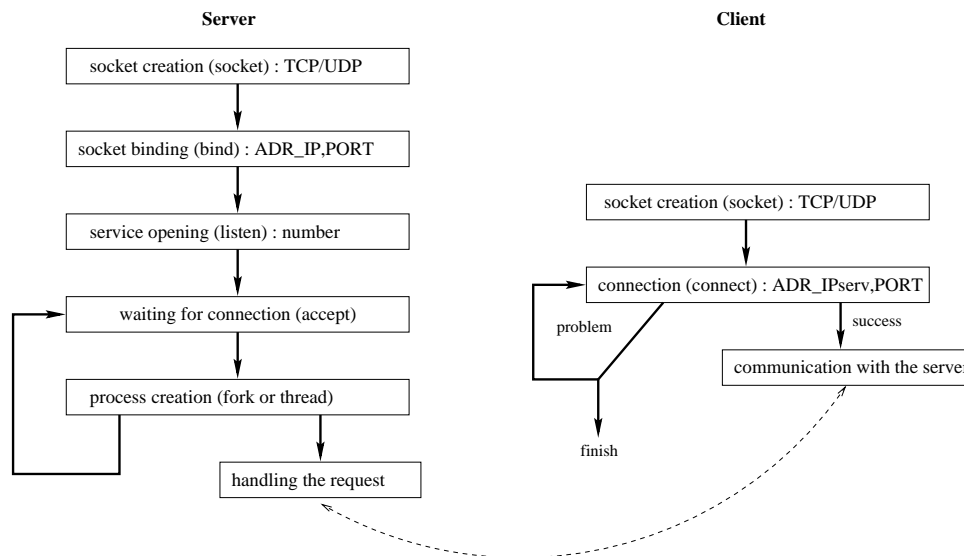 Server
socket creation (socket) : TCP/UDP
socket binding (bind) : ADR_IP,PORT
service opening (listen) : number
waiting for connection (accept)
process creation (fork or thread)
handling the request
Client
socket creation (socket) : TCP/UDP
connection (connect) : ADR_IPserv,PORT
problem
success
communication with the server
finish